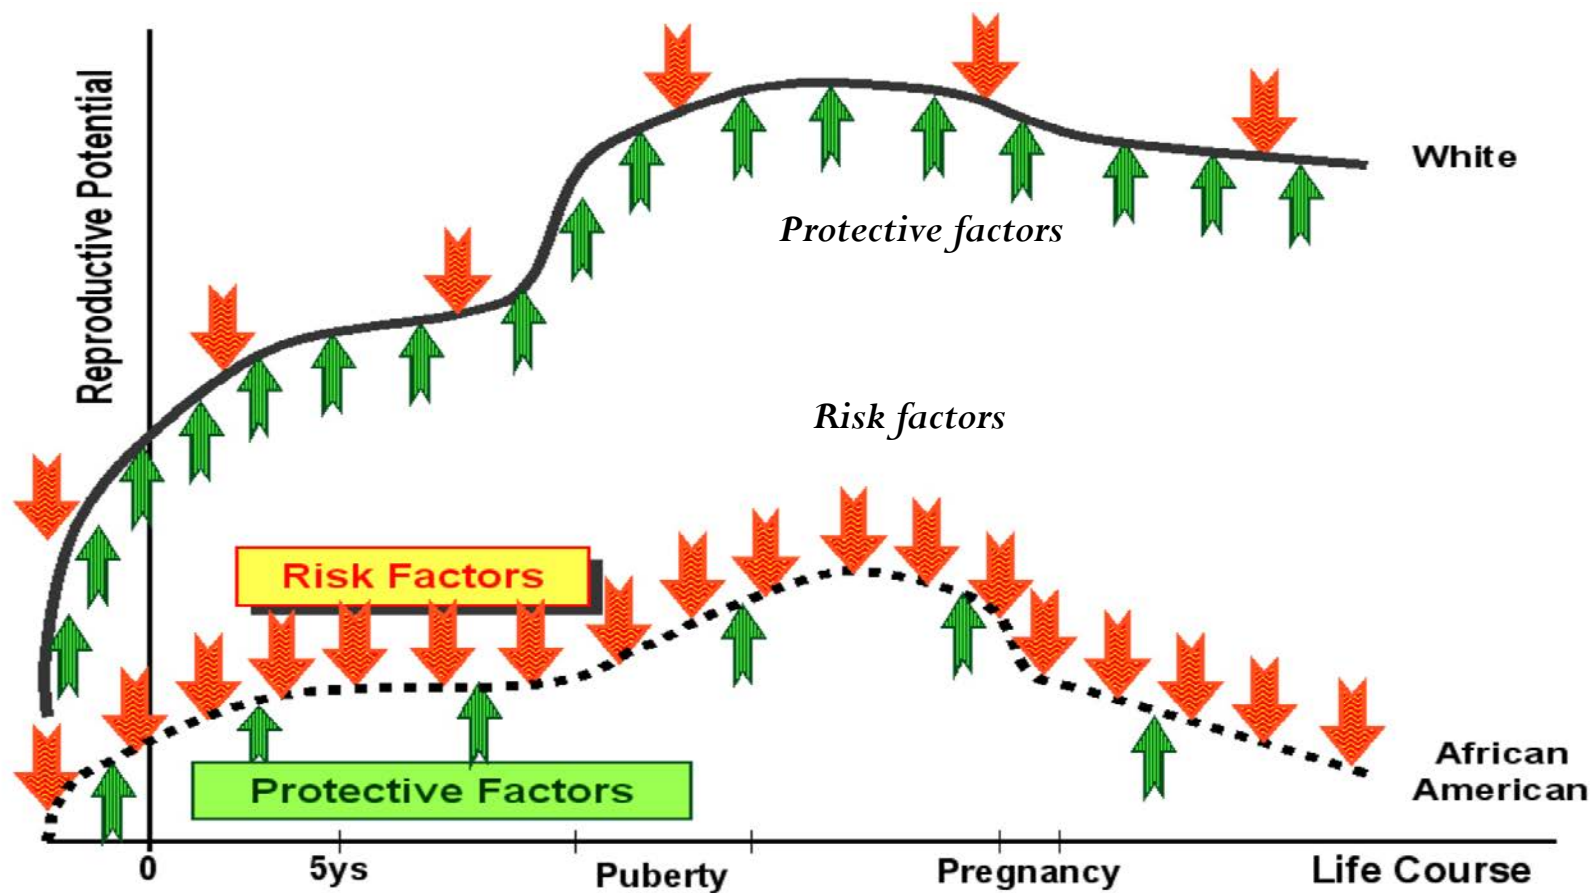 Reproductive Potential
White
Protective factors
Risk factors
Risk Factors
Protective Factors
African
American
0
5ys
Puberty
Pregnancy
Life Course